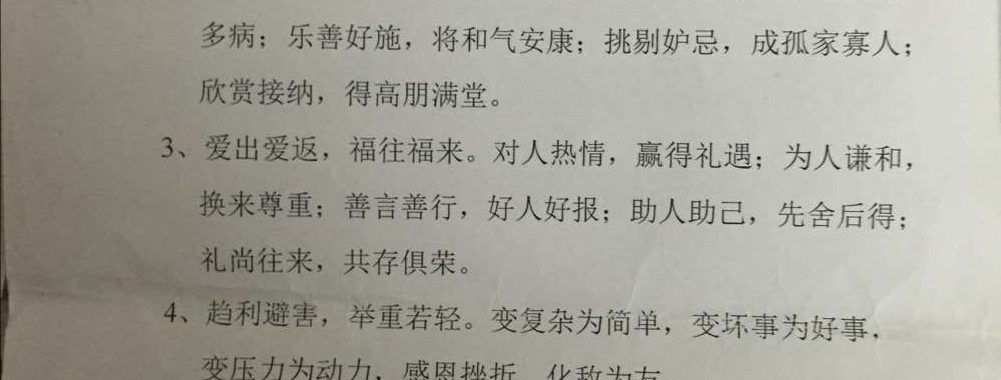 多病；乐善好施，将和气安康；挑剔妒忌，成孤家寡人；
欣赏接纳，得高朋满堂。
3、爱出爱返，福往福来。对人热情，赢得礼遇；为人谦和，
换来尊重；善言善行，好人好报；助人助己，先舍后得；
礼尚往来，共存俱荣。
4、趋利避害，举重若轻。变复杂为简单，变坏事为好事，
变压力为动力，感恩挫折，化敌为友